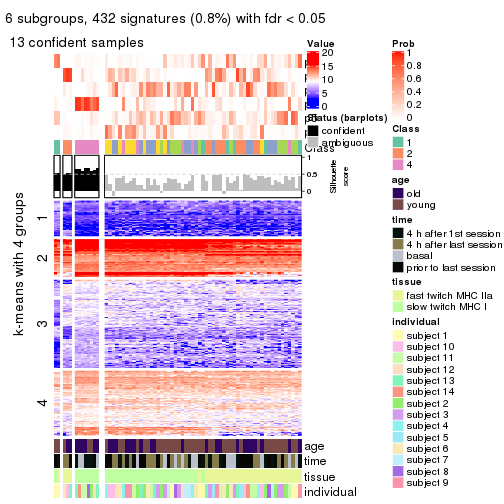 6 subgroups, 432 signatures (0.8%) with fdr < 0.05
13 confident samples
k-means with 4 groups
1
2
3
4
Class
1
0.5
0
Silhouette
score
age
time
tissue
individual
Value
20
15
10
5
0
Status (barplots)
confident
ambiguous
Prob
1
0.8
0.6
0.4
0.2
0
Class
1
2
4
age
old
young
time
4 h after 1st session
4 h after last session
basal
prior to last session
tissue
fast twitch MHC IIa
slow twitch MHC I
individual
subject 1
subject 10
subject 11
subject 12
subject 13
subject 14
subject 2
subject 3
subject 4
subject 5
subject 6
subject 7
subject 8
subject 9